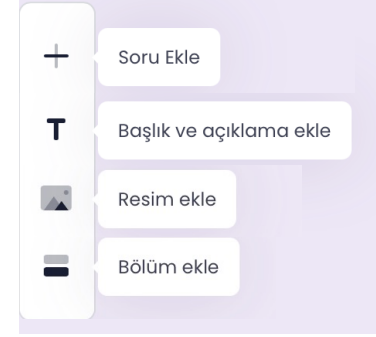 Soru Ekle
T
Başlık ve açıklama ekle
Resim ekle
Bölüm ekle